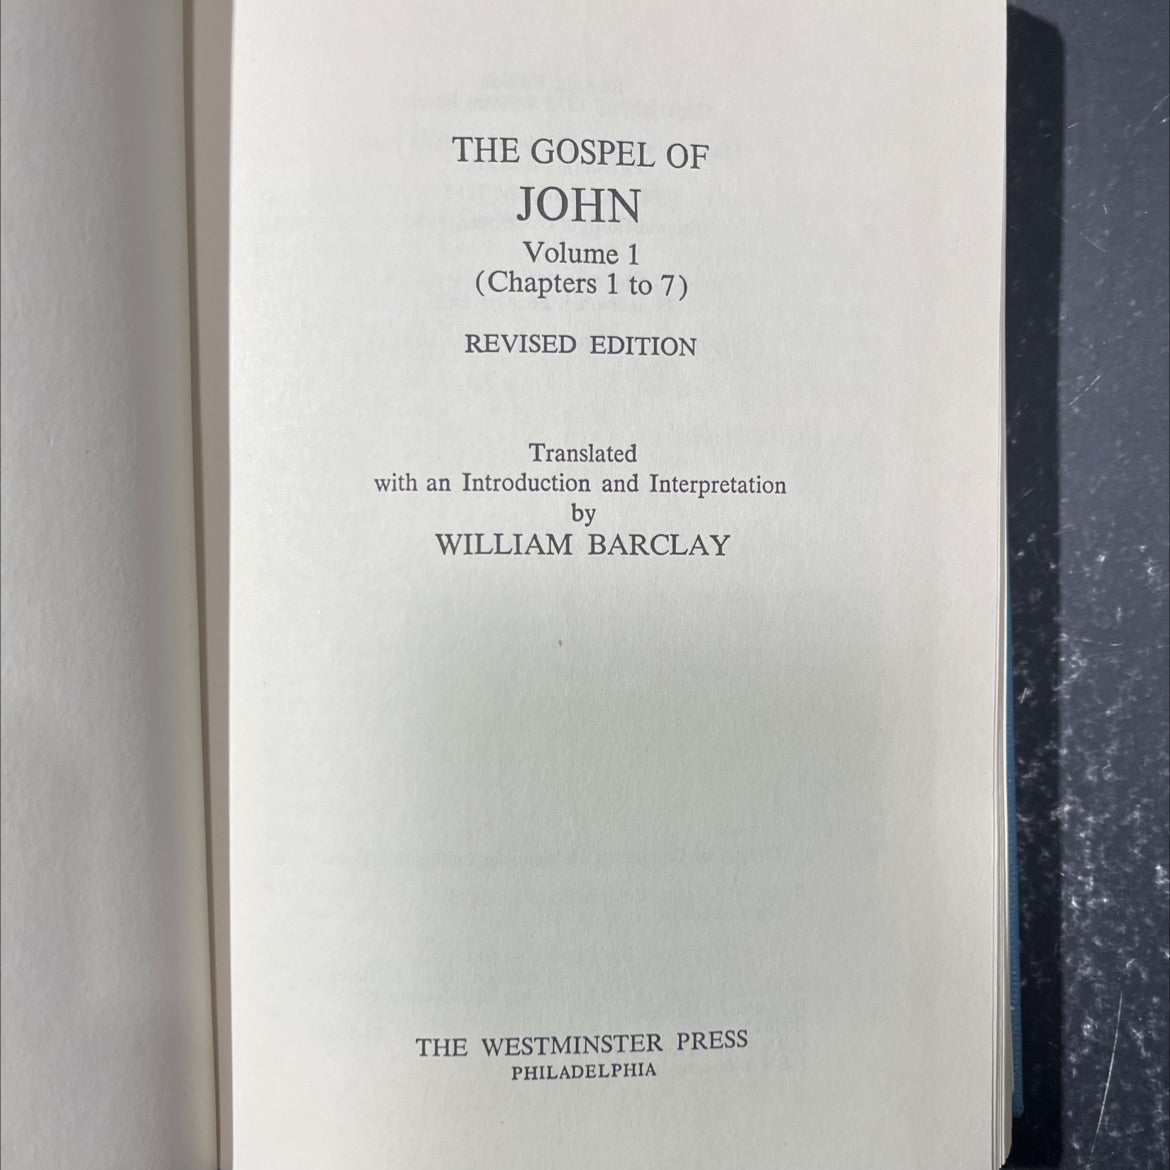 THE GOSPEL OF
JOHN
Volume 1
(Chapters 1 to 7)
REVISED EDITION
Translated
with an Introduction and Interpretation
by
WILLIAM BARCLAY
THE WESTMINSTER PRESS
PHILADELPHIA